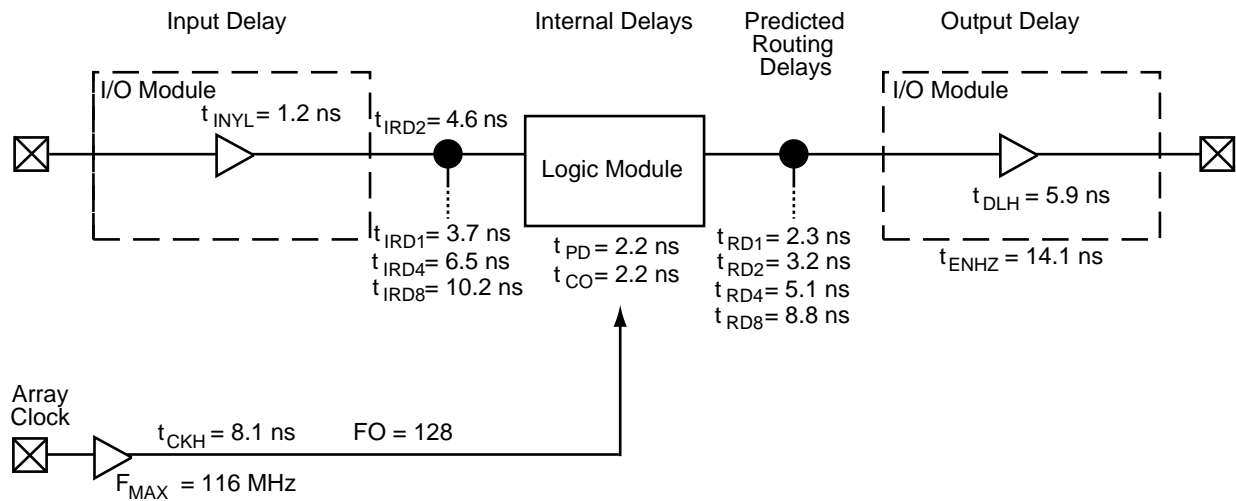 Input Delay
Internal Delays
Predicted
Routing
Delays
Output Delay
I/O Module
t INYL = 1.2 ns
t IRD2 = 4.6 ns
Logic Module
I/O Module
t DLH = 5.9 ns
t IRD1 = 3.7 ns
t IRD4 = 6.5 ns
t IRD8 = 10.2 ns
t PD = 2.2 ns
t CO = 2.2 ns
t RD1 = 2.3 ns
t RD2 = 3.2 ns
t RD4 = 5.1 ns
t RD8 = 8.8 ns
t ENHZ = 14.1 ns
Array
Clock
t CKH = 8.1 ns
FO = 128
F MAX = 116 MHz